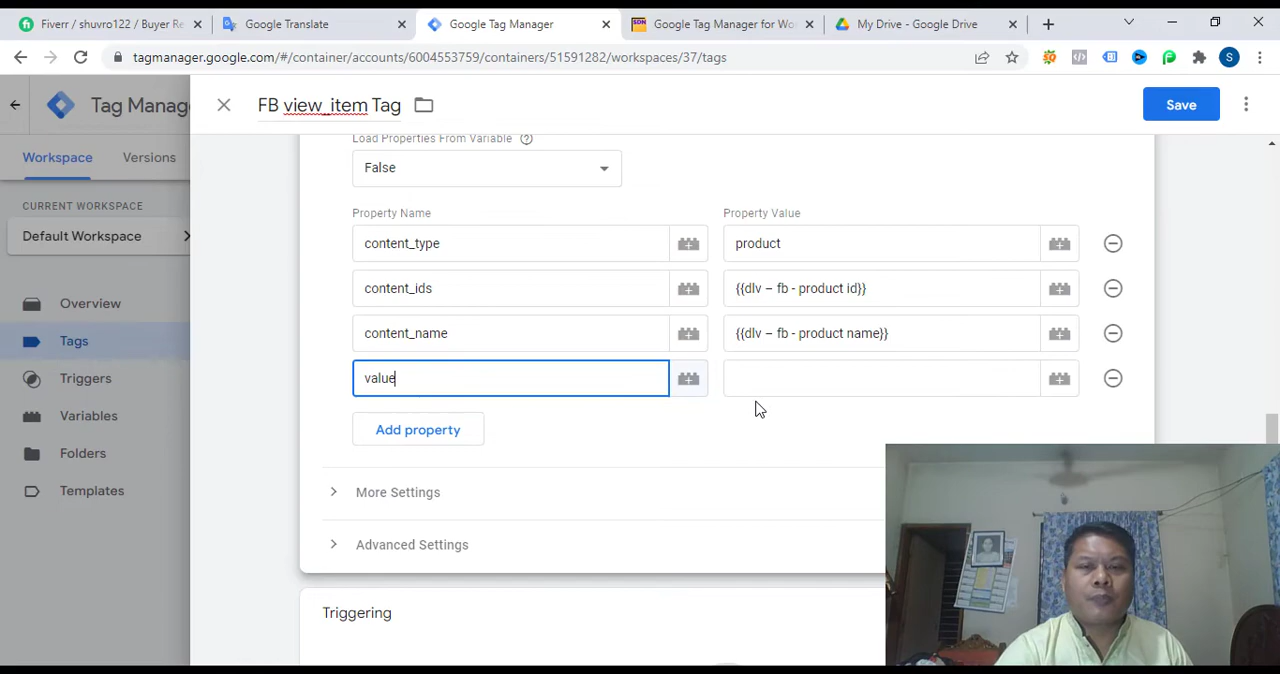 Fiverr / shuvro122 / Buyer Re
Google Translate
Google Tag Manager
Google Tag Manager for Wo
My Drive - Google Drive
tagmanager.google.com/#/container/accounts/6004553759/containers/51591282/workspaces/37/tags
S
Tag Mana
FB view_item Tag
Save
Workspace
Versions
Load Properties From Variable
False
CURRENT WORKSPACE
Default Workspace
Property Name
Property Value
content_type
product
content_ids
{{dlv – fb - product id}}
content_name
{{dlv – fb - product name}}
value
Add property
Overview
Tags
Triggers
Variables
Folders
Templates
More Settings
Advanced Settings
Triggering